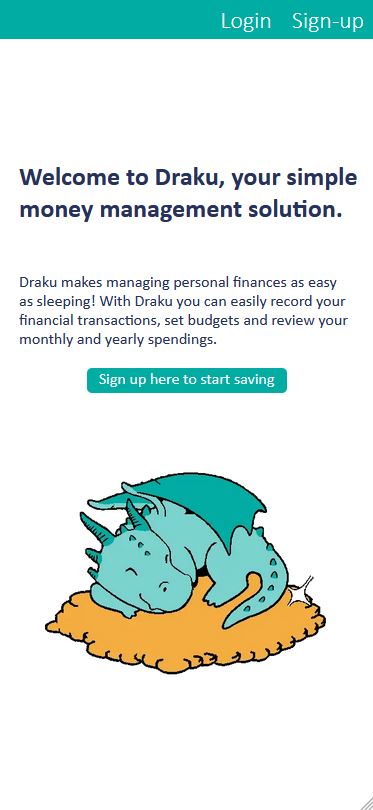 Login Sign-up
Welcome to Draku, your simple
money management solution.
Draku makes managing personal finances as easy
as sleeping! With Draku you can easily record your
financial transactions, set budgets and review your
monthly and yearly spendings.
Sign up here to start saving